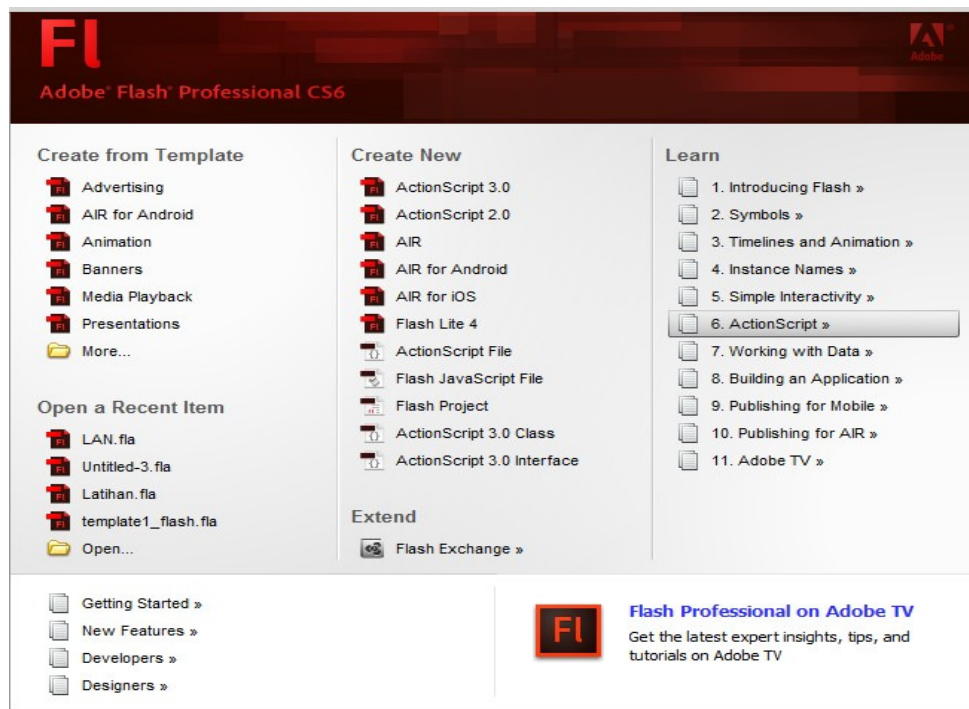 Fl
Adobe
Adobe® Flash® Professional CS6
Create from Template
Advertising
AIR for Android
Animation
Banners
Media Playback
Presentations
More...
Open a Recent Item
LAN.fla
Untitled-3.fla
Latihan.fla
template1_flash.fla
Open...
Create New
ActionScript 3.0
ActionScript 2.0
AIR
AIR for Android
AIR for iOS
Flash Lite 4
ActionScript File
Flash JavaScript File
Flash Project
ActionScript 3.0 Class
ActionScript 3.0 Interface
Extend
Flash Exchange »
Learn
1. Introducing Flash »
2. Symbols »
3. Timelines and Animation »
4. Instance Names »
5. Simple Interactivity »
6. ActionScript »
7. Working with Data »
8. Building an Application »
9. Publishing for Mobile »
10. Publishing for AIR »
11. Adobe TV »
Getting Started »
New Features »
Developers »
Designers »
Fl
Flash Professional on Adobe TV
Get the latest expert insights, tips, and
tutorials on Adobe TV